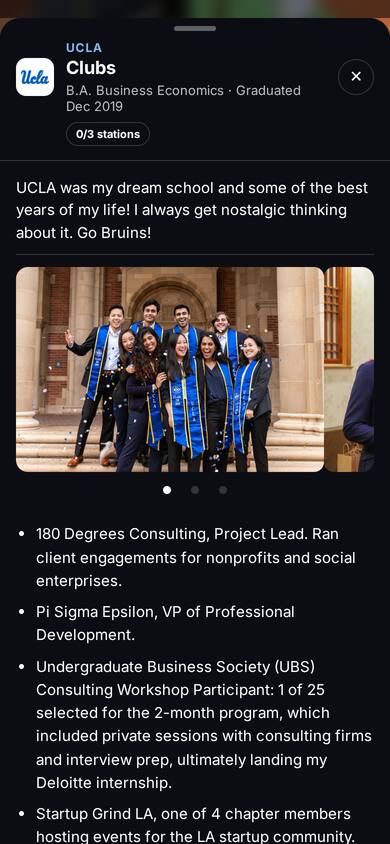 UCLA
Ucla
Clubs
B.A. Business Economics · Graduated
Dec 2019
0/3 stations
UCLA was my dream school and some of the best
years of my life! I always get nostalgic thinking
about it. Go Bruins!
• 180 Degrees Consulting, Project Lead. Ran
client engagements for nonprofits and social
enterprises.
• Pi Sigma Epsilon, VP of Professional
Development.
• Undergraduate Business Society (UBS)
Consulting Workshop Participant: 1 of 25
selected for the 2-month program, which
included private sessions with consulting firms
and interview prep, ultimately landing my
Deloitte internship.
• Startup Grind LA, one of 4 chapter members
hosting events for the LA startup community.